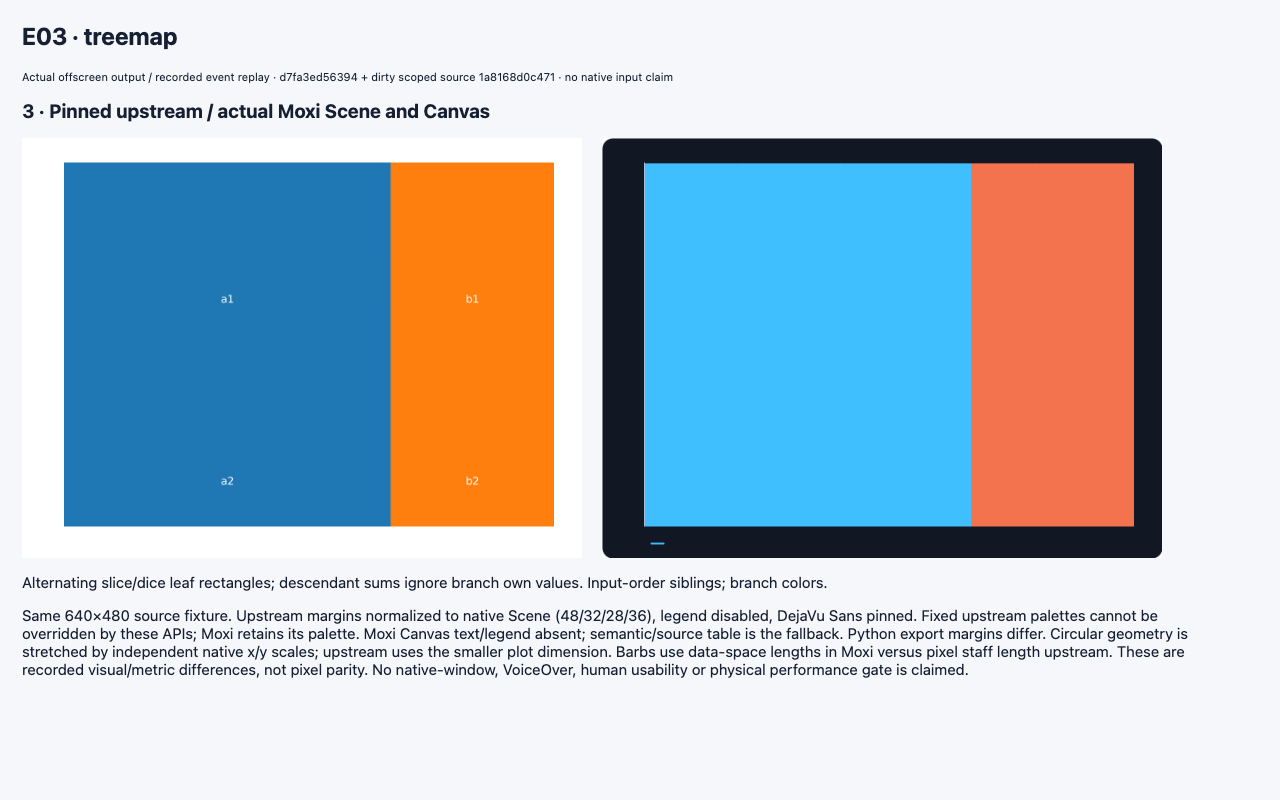 E03 · treemap
Actual offscreen output / recorded event replay · d7fa3ed56394 + dirty scoped source 1a8168d0c471 · no native input claim
3 · Pinned upstream / actual Moxi Scene and Canvas
a1
b1
a2
b2
Alternating slice/dice leaf rectangles; descendant sums ignore branch own values. Input-order siblings; branch colors.
Same 640×480 source fixture. Upstream margins normalized to native Scene (48/32/28/36), legend disabled, DejaVu Sans pinned. Fixed upstream palettes cannot be
overridden by these APIs; Moxi retains its palette. Moxi Canvas text/legend absent; semantic/source table is the fallback. Python export margins differ. Circular geometry is
stretched by independent native x/y scales; upstream uses the smaller plot dimension. Barbs use data-space lengths in Moxi versus pixel staff length upstream. These are
recorded visual/metric differences, not pixel parity. No native-window, VoiceOver, human usability or physical performance gate is claimed.